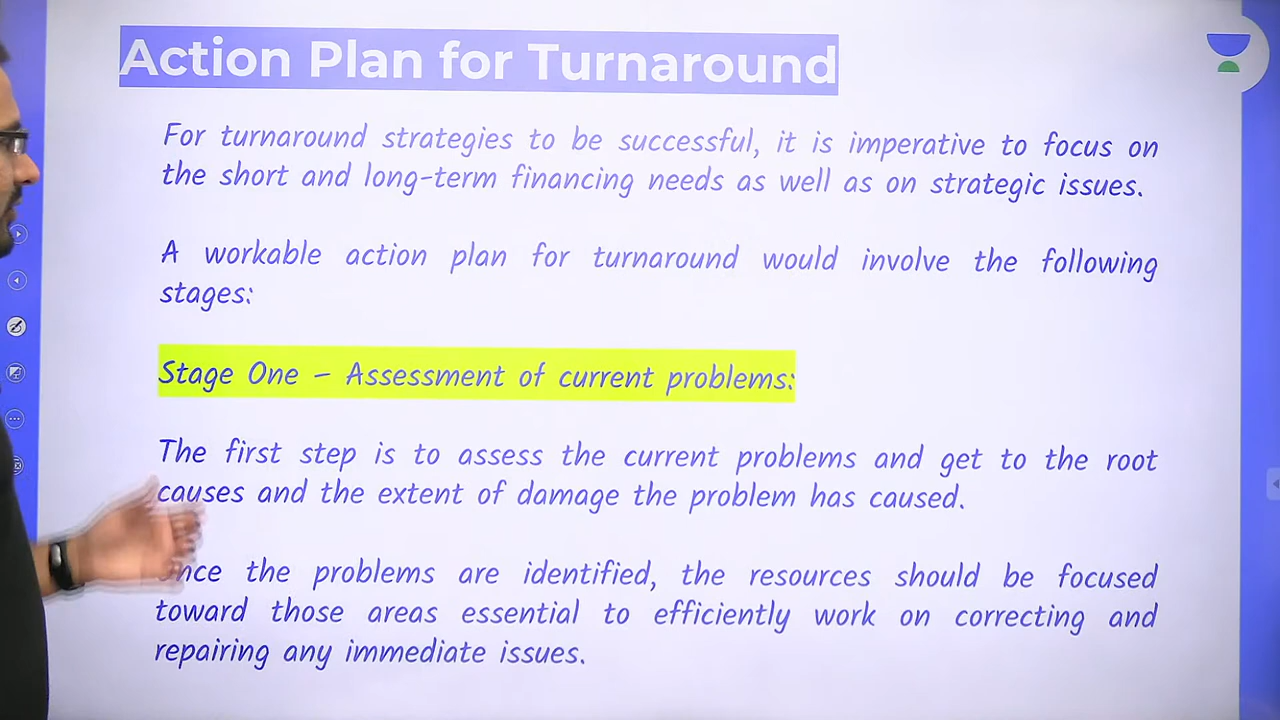 Action Plan for Turnaround
For turnaround strategies to be successful, it is imperative to focus on
the short and long-term financing needs as well as on strategic issues.
A workable action plan for turnaround would involve the following
stages:
Stage One – Assessment of current problems:
The first step is to assess the current problems and get to the root
causes and the extent of damage the problem has caused.
the problems are identified, the resources should be focused
toward those areas essential to efficiently work on correcting and
repairing any immediate issues.